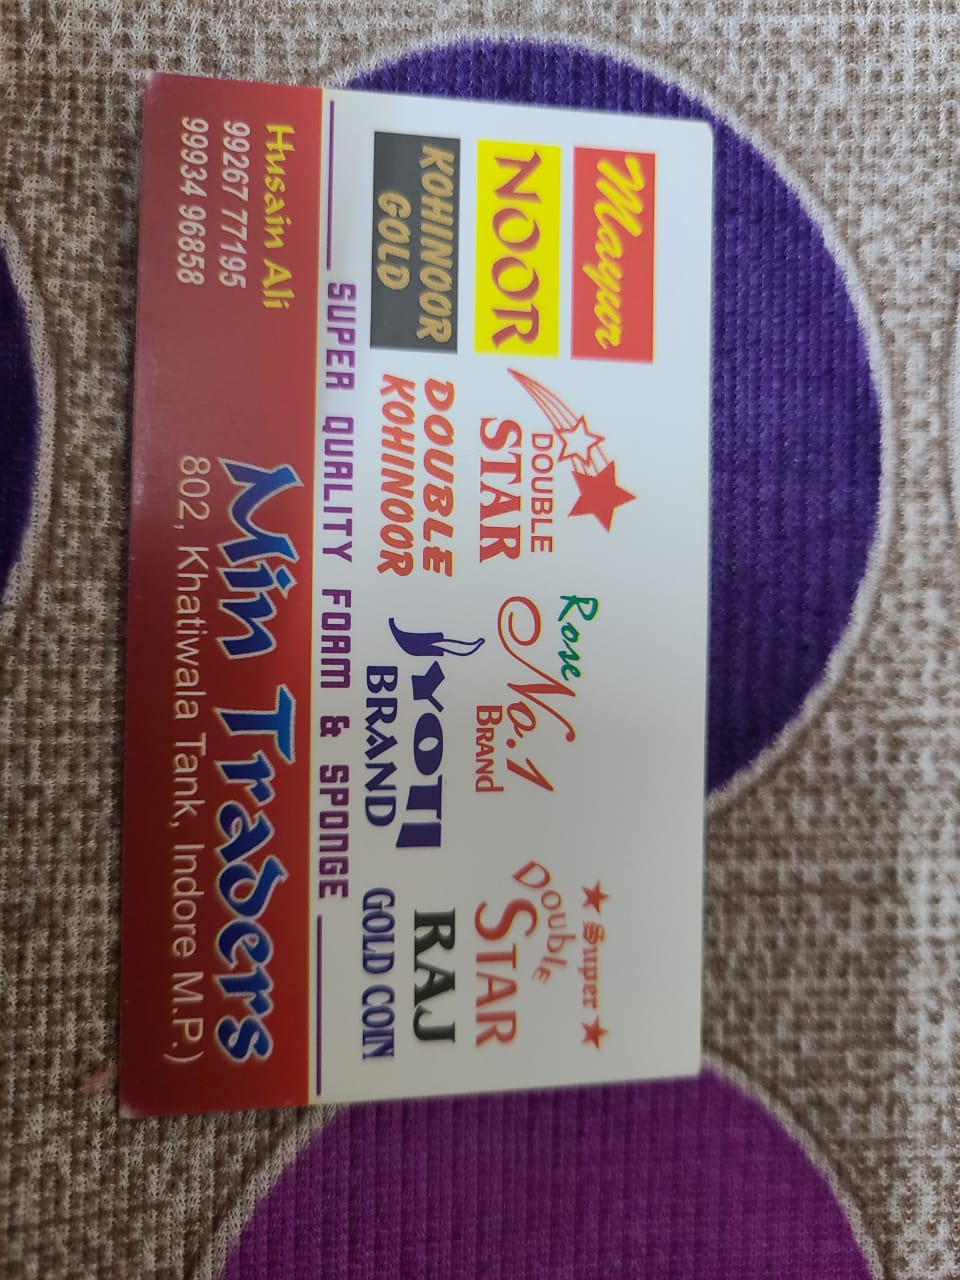 Mayur
NOOR
KOHINOOR
GOLD
DOUBLE
STAR
DOUBLE
KOHINOOR
Rose
No.1
BRAND
JYOTI
BRAND
Super
DOUBLE
STAR
RAJ
GOLD COIN
SUPER QUALITY FOAM & SPONGE
Husain Ali
99267 77195
99934 96858
Min Traders
802, Khatiwala Tank, Indore M.P.)